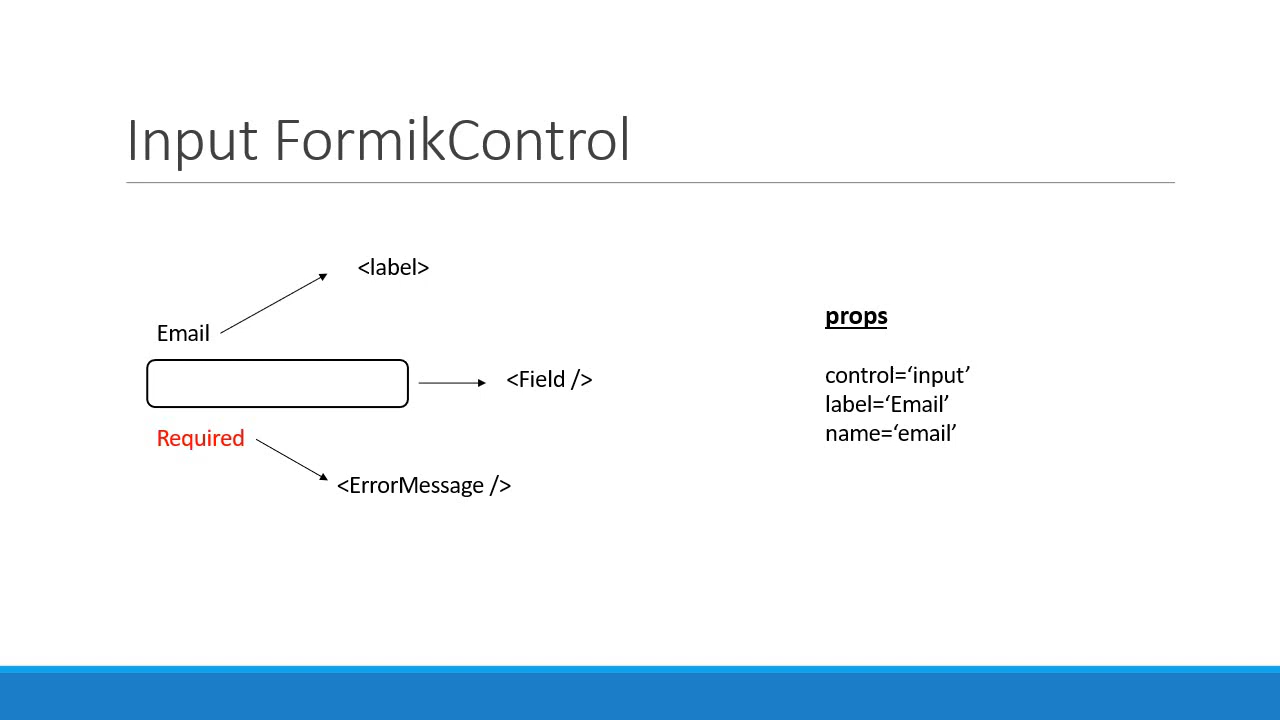 Input FormikControl
<label>
Email
<Field />
Required
<ErrorMessage />
props
control=‘input’
label=‘Email’
name=‘email’